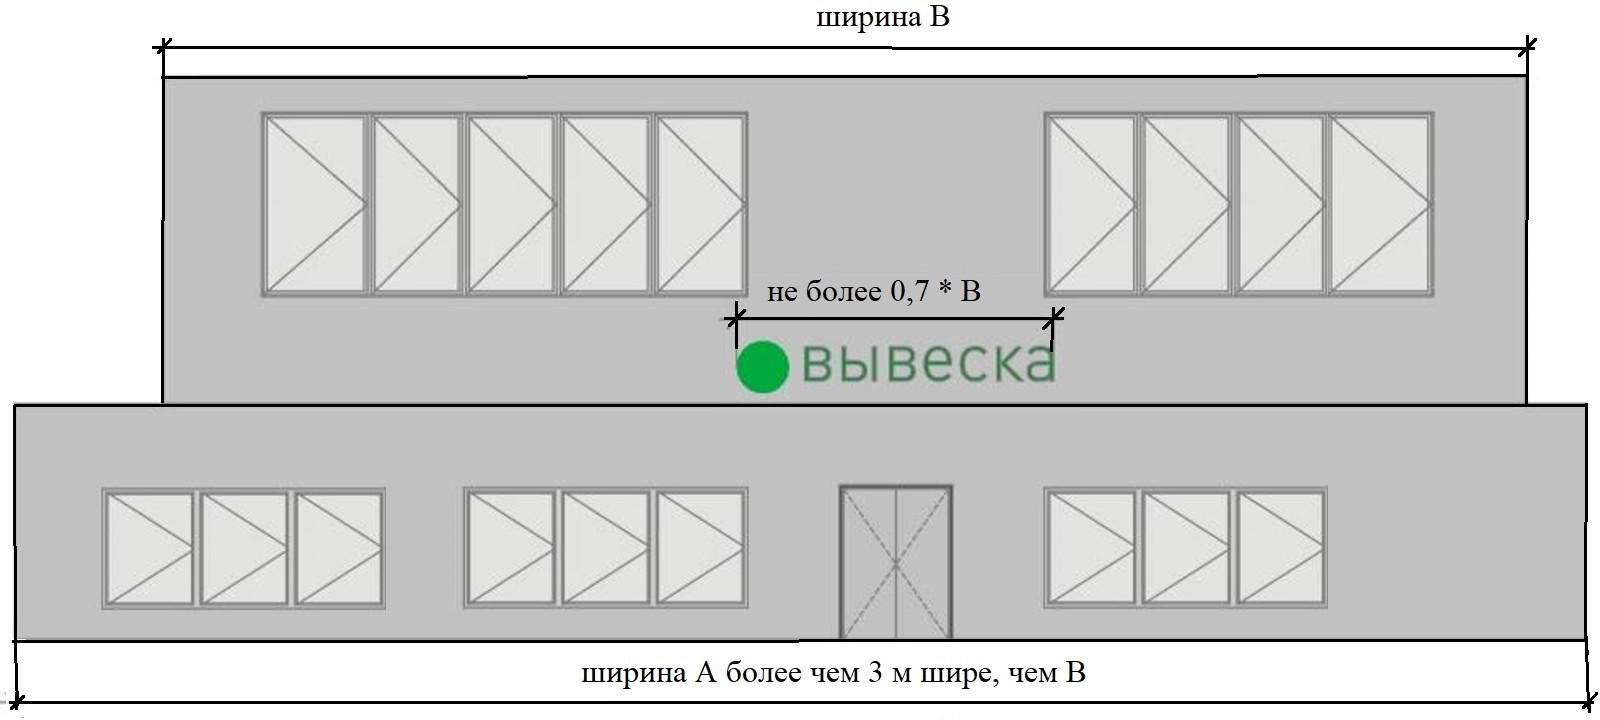 ширина В
не более 0,7 * В
вывеска
ширина А более чем 3 м шире, чем В